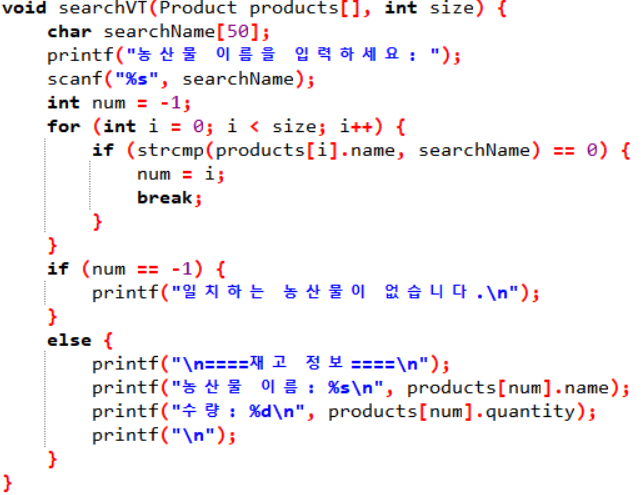 void searchVT(Product products[], int size) {
    char searchName[50];
    printf("농산물 이름을 입력하세요: ");
    scanf("%s", searchName);
    int num = -1;
    for (int i = 0; i < size; i++) {
        if (strcmp(products[i].name, searchName) == 0) {
            num = i;
            break;
        }
    }
    if (num == -1) {
        printf("일치하는 농산물이 없습니다.\n");
    }
    else {
        printf("\n====재고 정보====\n");
        printf("농산물 이름: %s\n", products[num].name);
        printf("수량: %d\n", products[num].quantity);
        printf("\n");
    }
}